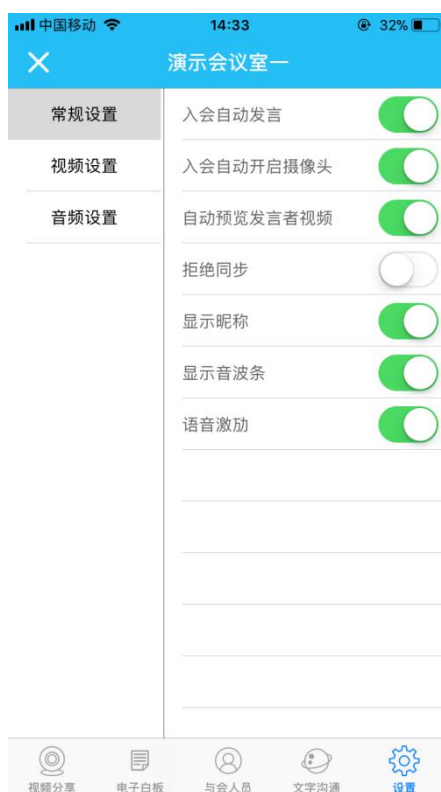 中国移动 14:33 32%
演示会议室一
常规设置 入会自动发言
视频设置 入会自动开启摄像头
音频设置 自动预览发言者视频
拒绝同步
显示昵称
显示音波条
语音激励
视频分享 电子白板 与会人员 文字沟通 设置